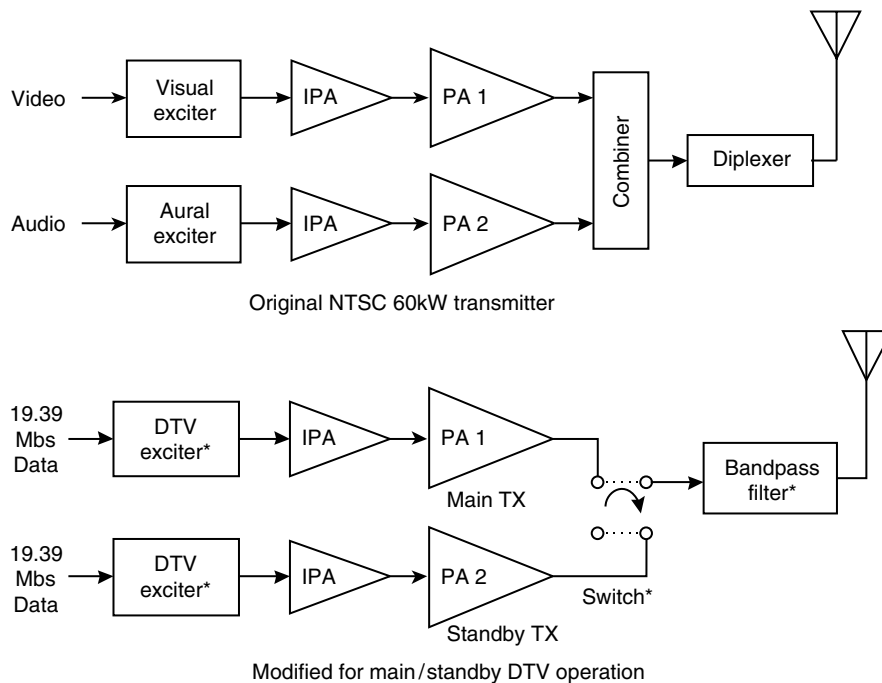 Video
Visual
exciter
IPA
PA 1
Combiner
Diplexer
Audio
Aural
exciter
IPA
PA 2
Original NTSC 60kW transmitter
19.39
Mbs
Data
DTV
exciter*
IPA
PA 1
Main TX
Bandpass
filter*
19.39
Mbs
Data
DTV
exciter*
IPA
PA 2
Standby TX
Switch*
Modified for main/standby DTV operation